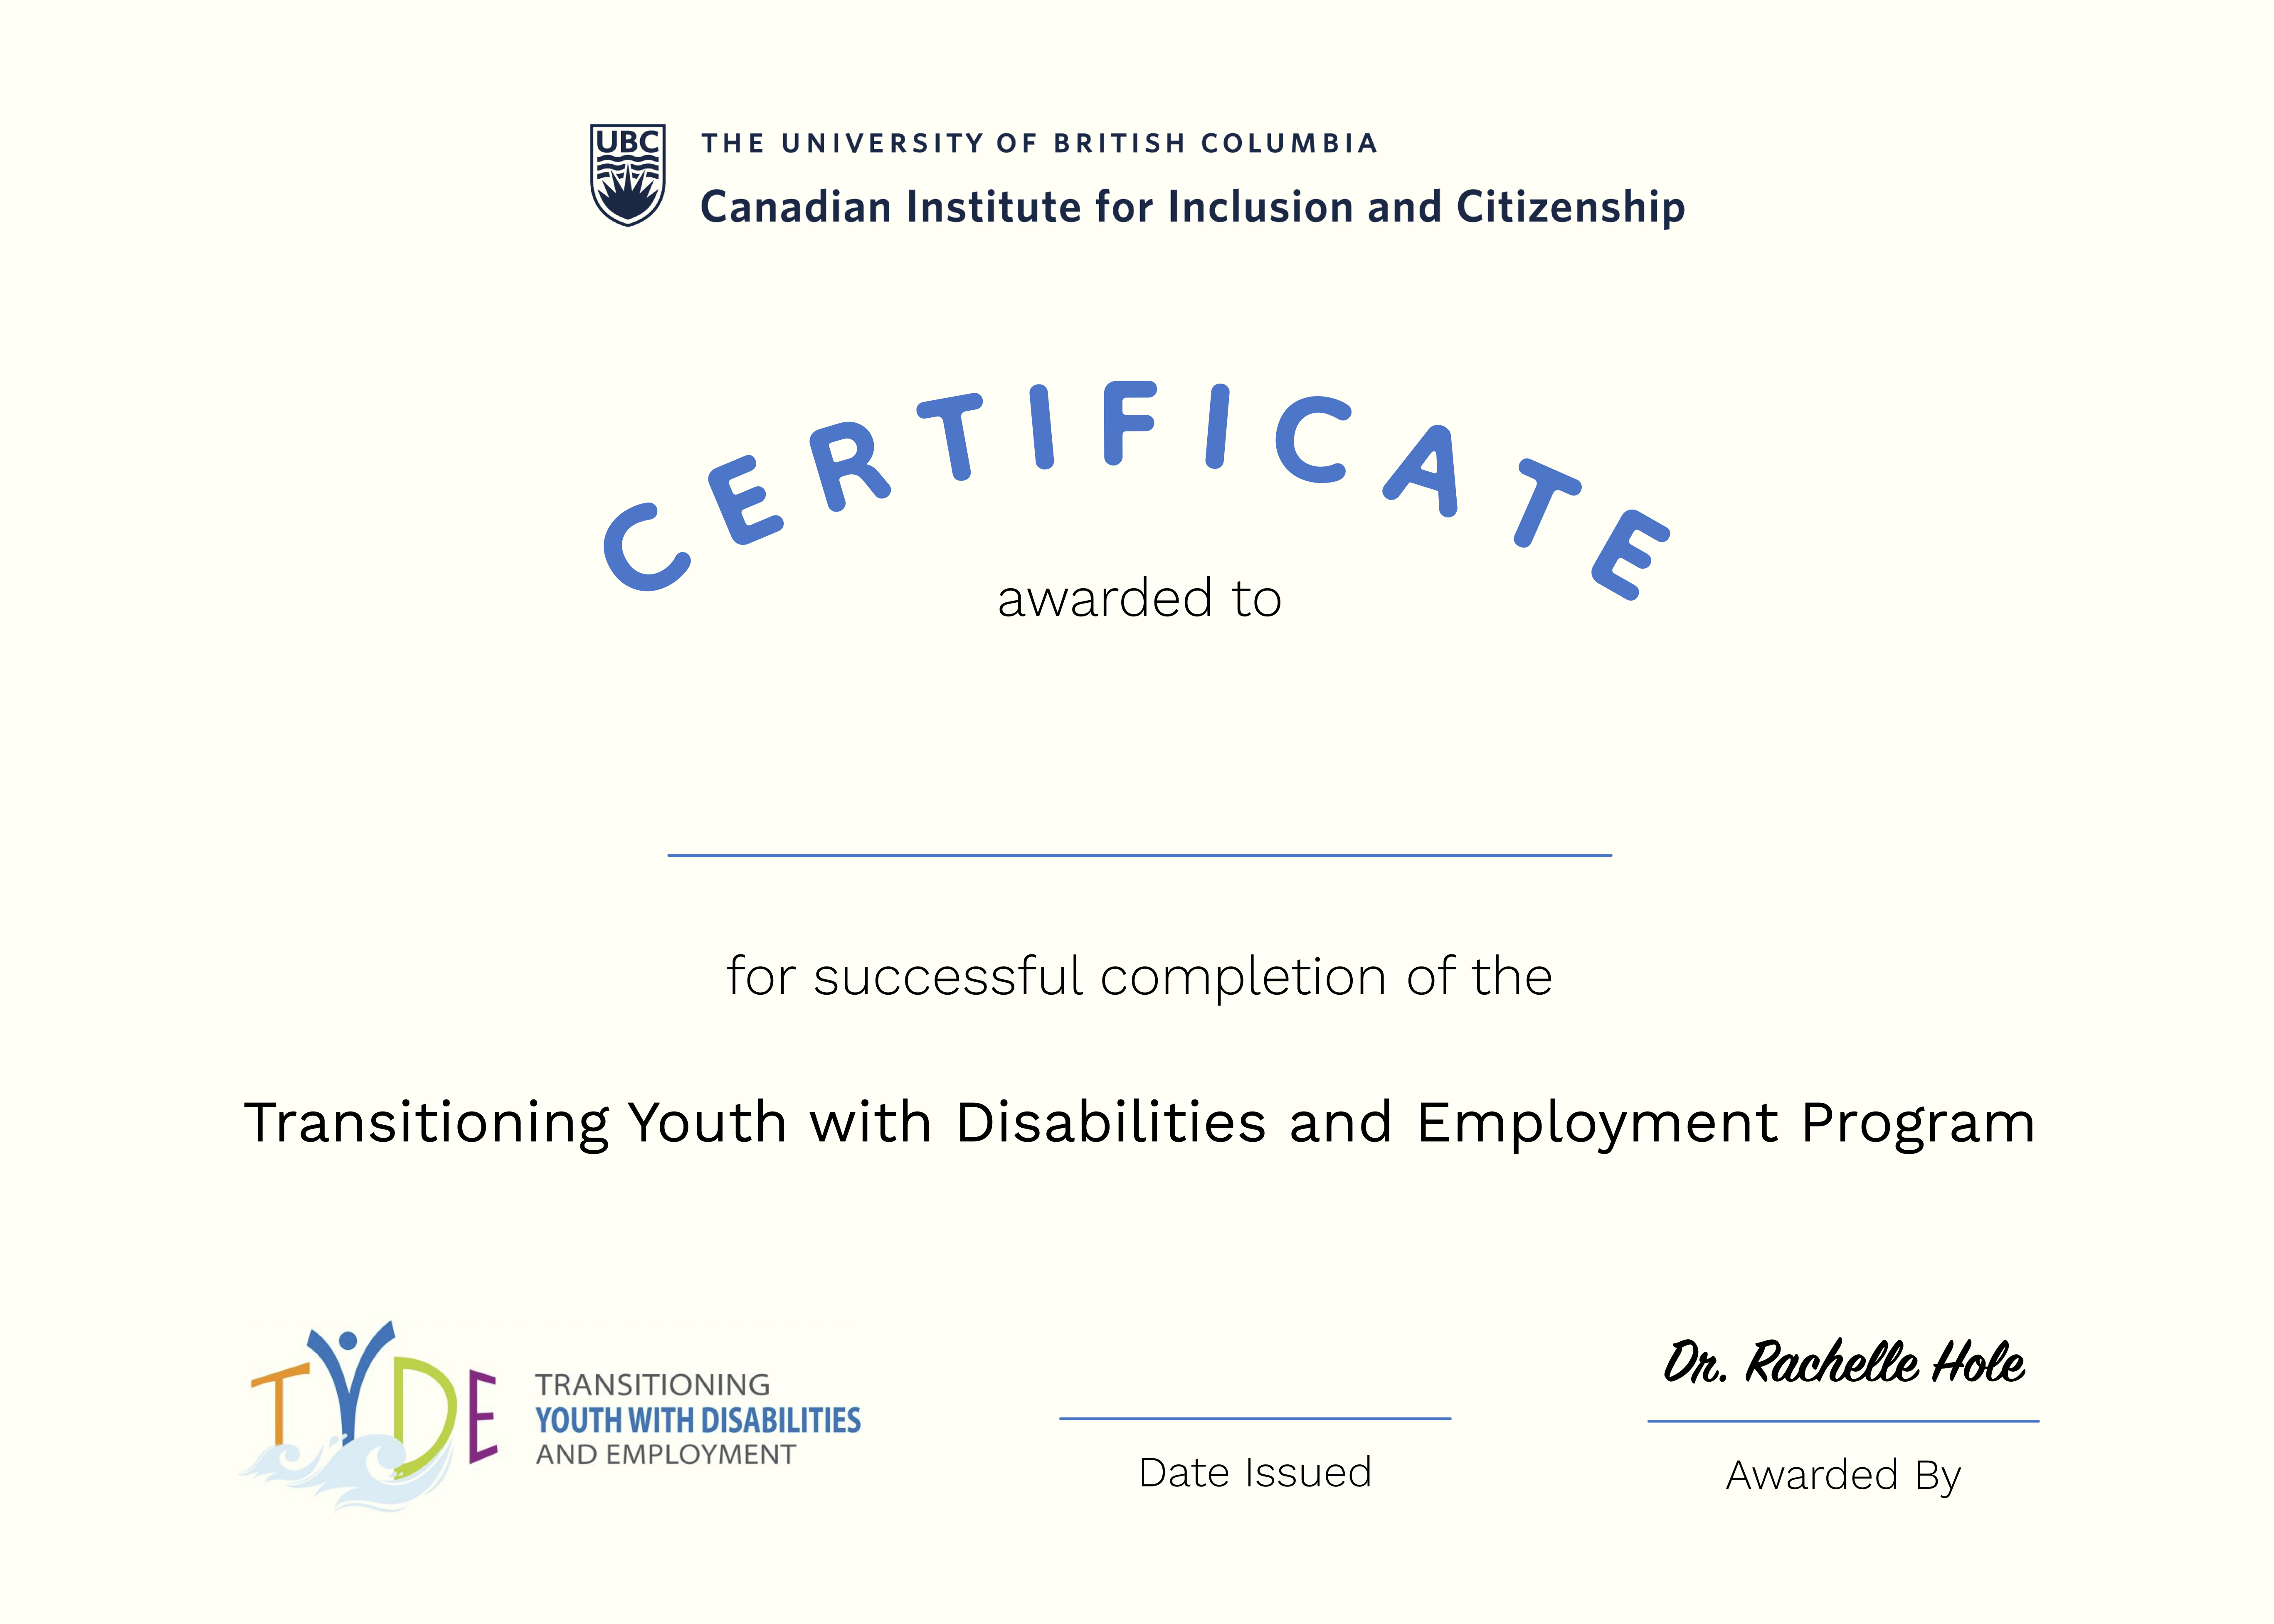 UBC
THE UNIVERSITY OF BRITISH COLUMBIA
Canadian Institute for Inclusion and Citizenship
CERTIFICATE
awarded to
for successful completion of the
Transitioning Youth with Disabilities and Employment Program
TYDE
TRANSITIONING
YOUTH WITH DISABILITIES
AND EMPLOYMENT
Date Issued
Dr. Rachelle Hole
Awarded By